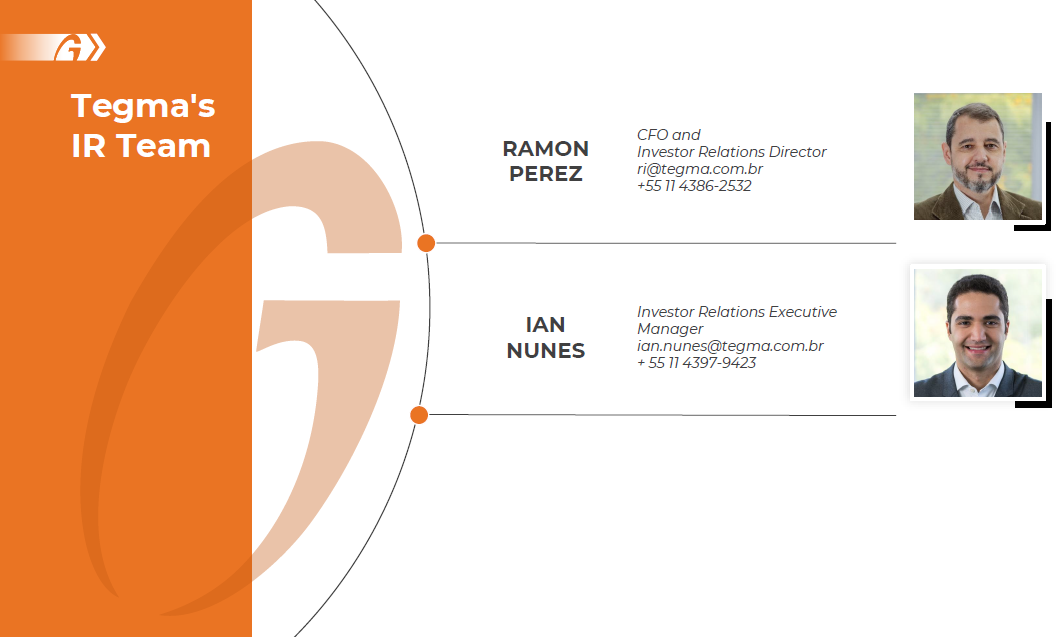 Tegma's
IR Team
RAMON
PEREZ
CFO and
Investor Relations Director
ri@tegma.com.br
+55 11 4386-2532
IAN
NUNES
Investor Relations Executive
Manager
ian.nunes@tegma.com.br
+ 55 11 4397-9423